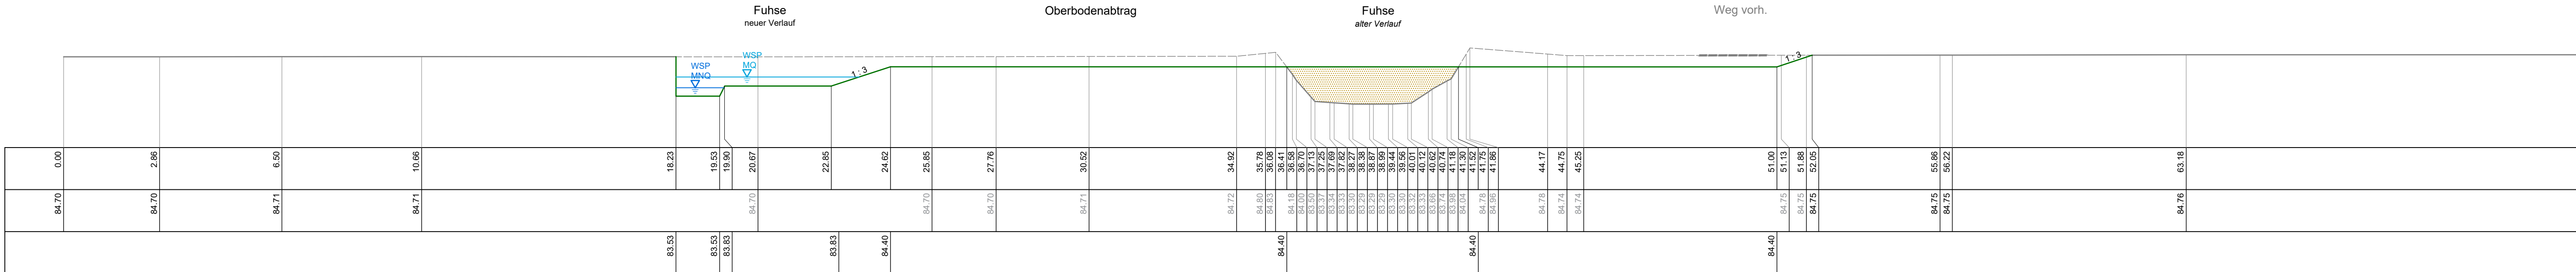 Fuhse
neuer Verlauf
Oberbodenabtrag
Fuhse
alter Verlauf
Weg vorh.
WSP
MNQ
WSP
MQ
1 : 3
1 : 3
0.00 2.86 6.50 10.66 18.23 19.53 19.90 20.67 22.85 24.62 25.85 27.76 30.52 34.92 35.78 36.08 36.41 36.58 36.70 37.13 37.25 37.69 37.82 38.27 38.38 38.87 38.99 39.44 39.56 40.01 40.12 40.62 40.74 41.18 41.30 41.52 41.75 41.86 44.17 44.75 45.25 51.00 51.13 51.88 52.05 55.86 56.22 63.18
84.70 84.70 84.71 84.71 84.70 84.70 84.70 84.71 84.72 84.80 84.83 84.18 84.00 83.50 83.37 83.34 83.33 83.30 83.29 83.29 83.29 83.30 83.30 83.32 83.33 83.66 83.74 83.98 84.04 84.78 84.96 84.78 84.74 84.74 84.75 84.75 84.75 84.75 84.75 84.76
83.53 83.53 83.83 83.83 84.40 84.40 84.40 84.40